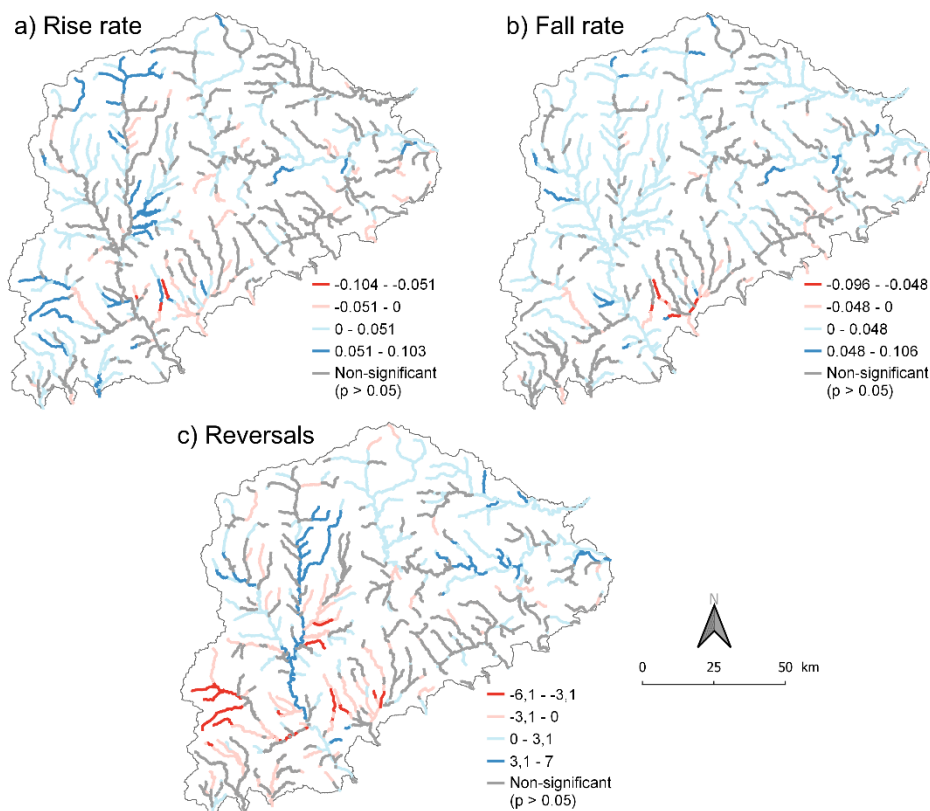 a) Rise rate
-0.104 - -0.051
-0.051 - 0
0 - 0.051
0.051 - 0.103
Non-significant
(p > 0.05)
b) Fall rate
-0.096 - -0.048
-0.048 - 0
0 - 0.048
0.048 - 0.106
Non-significant
(p > 0.05)
c) Reversals
-6,1 - -3,1
-3,1 - 0
0 - 3,1
3,1 - 7
Non-significant
(p > 0.05)
N
0 25 50 km